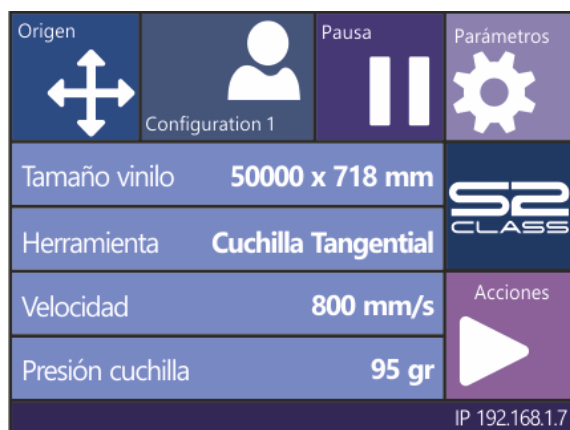 Origen
Configuration 1
Pausa
Parámetros
Tamaño vinilo 50000 x 718 mm
Herramienta Cuchilla Tangential
S2
CLASS
Velocidad 800 mm/s
Acciones
Presión cuchilla 95 gr
IP 192.168.1.7